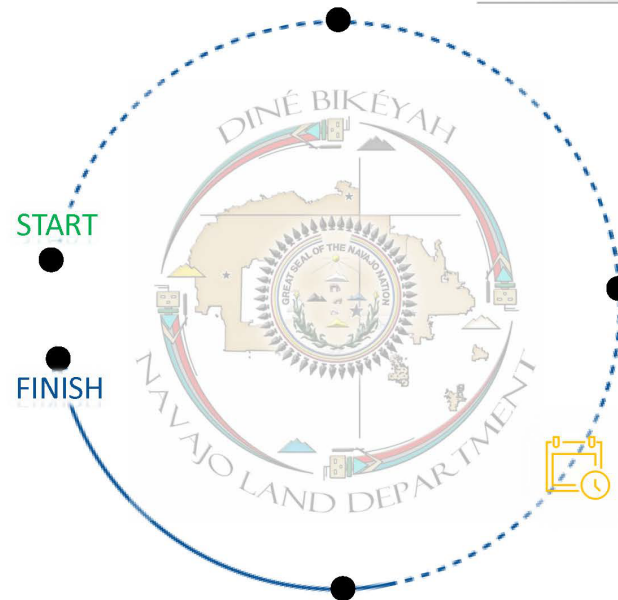 DINÉ BIKÉYAH
START
GREAT SEAL OF THE NAVAJO NATION
FINISH
NAVAJO LAND DEPARTMENT